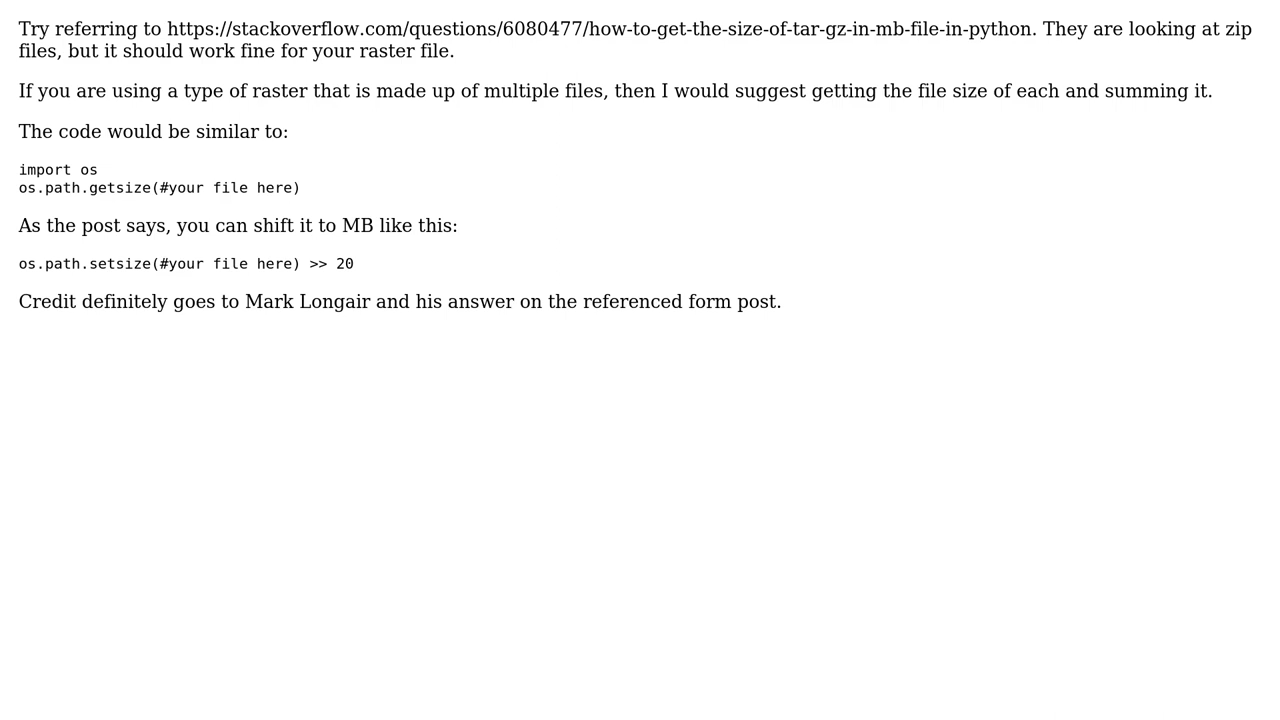 Try referring to https://stackoverflow.com/questions/6080477/how-to-get-the-size-of-tar-gz-in-mb-file-in-python. They are looking at zip
files, but it should work fine for your raster file.
If you are using a type of raster that is made up of multiple files, then I would suggest getting the file size of each and summing it.
The code would be similar to:
import os
os.path.getsize(#your file here)
As the post says, you can shift it to MB like this:
os.path.setsize(#your file here) >> 20
Credit definitely goes to Mark Longair and his answer on the referenced form post.